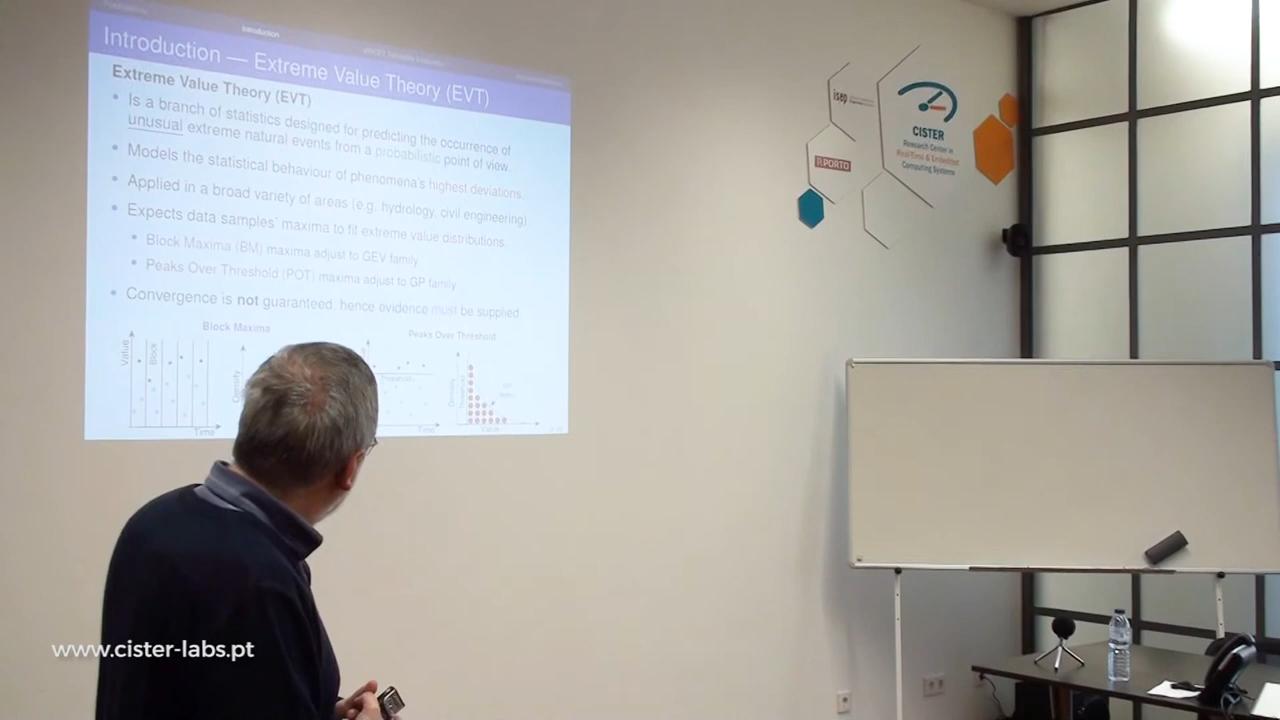 Introduction
Introduction — Extreme Value Theory (EVT)
Extreme Value Theory (EVT)
• Is a branch of statistics designed for predicting the occurrence of
unusual extreme natural events from a probabilistic point of view.
• Models the statistical behaviour of phenomena's highest deviations.
• Applied in a broad variety of areas (e.g. hydrology, civil engineering)
• Expects data samples' maxima to fit extreme value distributions.
• Block Maxima (BM) maxima adjust to GEV family
• Peaks Over Threshold (POT) maxima adjust to GP family
• Convergence is not guaranteed, hence evidence must be supplied
Block Maxima
Peaks Over Threshold
Value
Block
Density
Time
Threshold
Time
Density
Threshold
Value
isep
U.PORTO
CISTER
Research Center in
Real-Time & Embedded
Computing Systems
www.cister-labs.pt